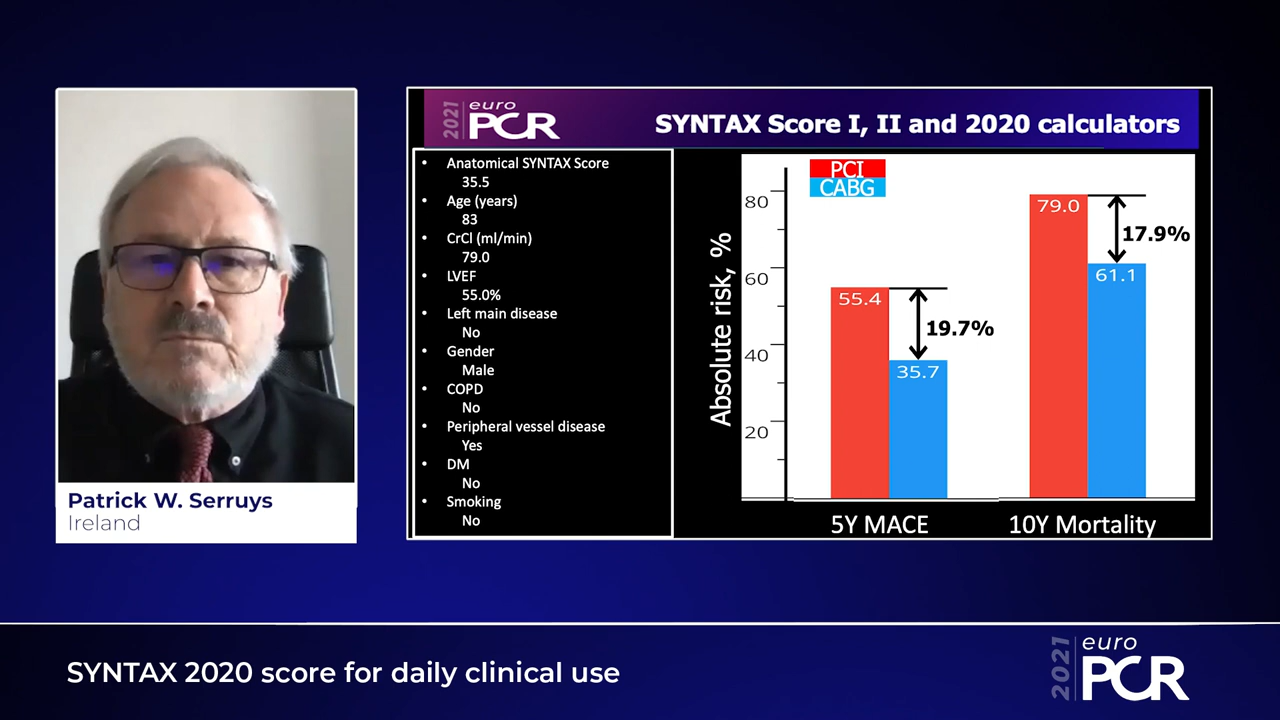 2021
euro
PCR
SYNTAX Score I, II and 2020 calculators
• Anatomical SYNTAX Score
35.5
• Age (years)
83
• CrCl (ml/min)
79.0
• LVEF
55.0%
• Left main disease
No
• Gender
Male
• COPD
No
• Peripheral vessel disease
Yes
• DM
No
• Smoking
No
PCI
CABG
Absolute risk, %
80
60
40
20
55.4
19.7%
35.7
79.0
17.9%
61.1
5Y MACE
10Y Mortality
Patrick W. Serruys
Ireland
SYNTAX 2020 score for daily clinical use
2021
euro
PCR